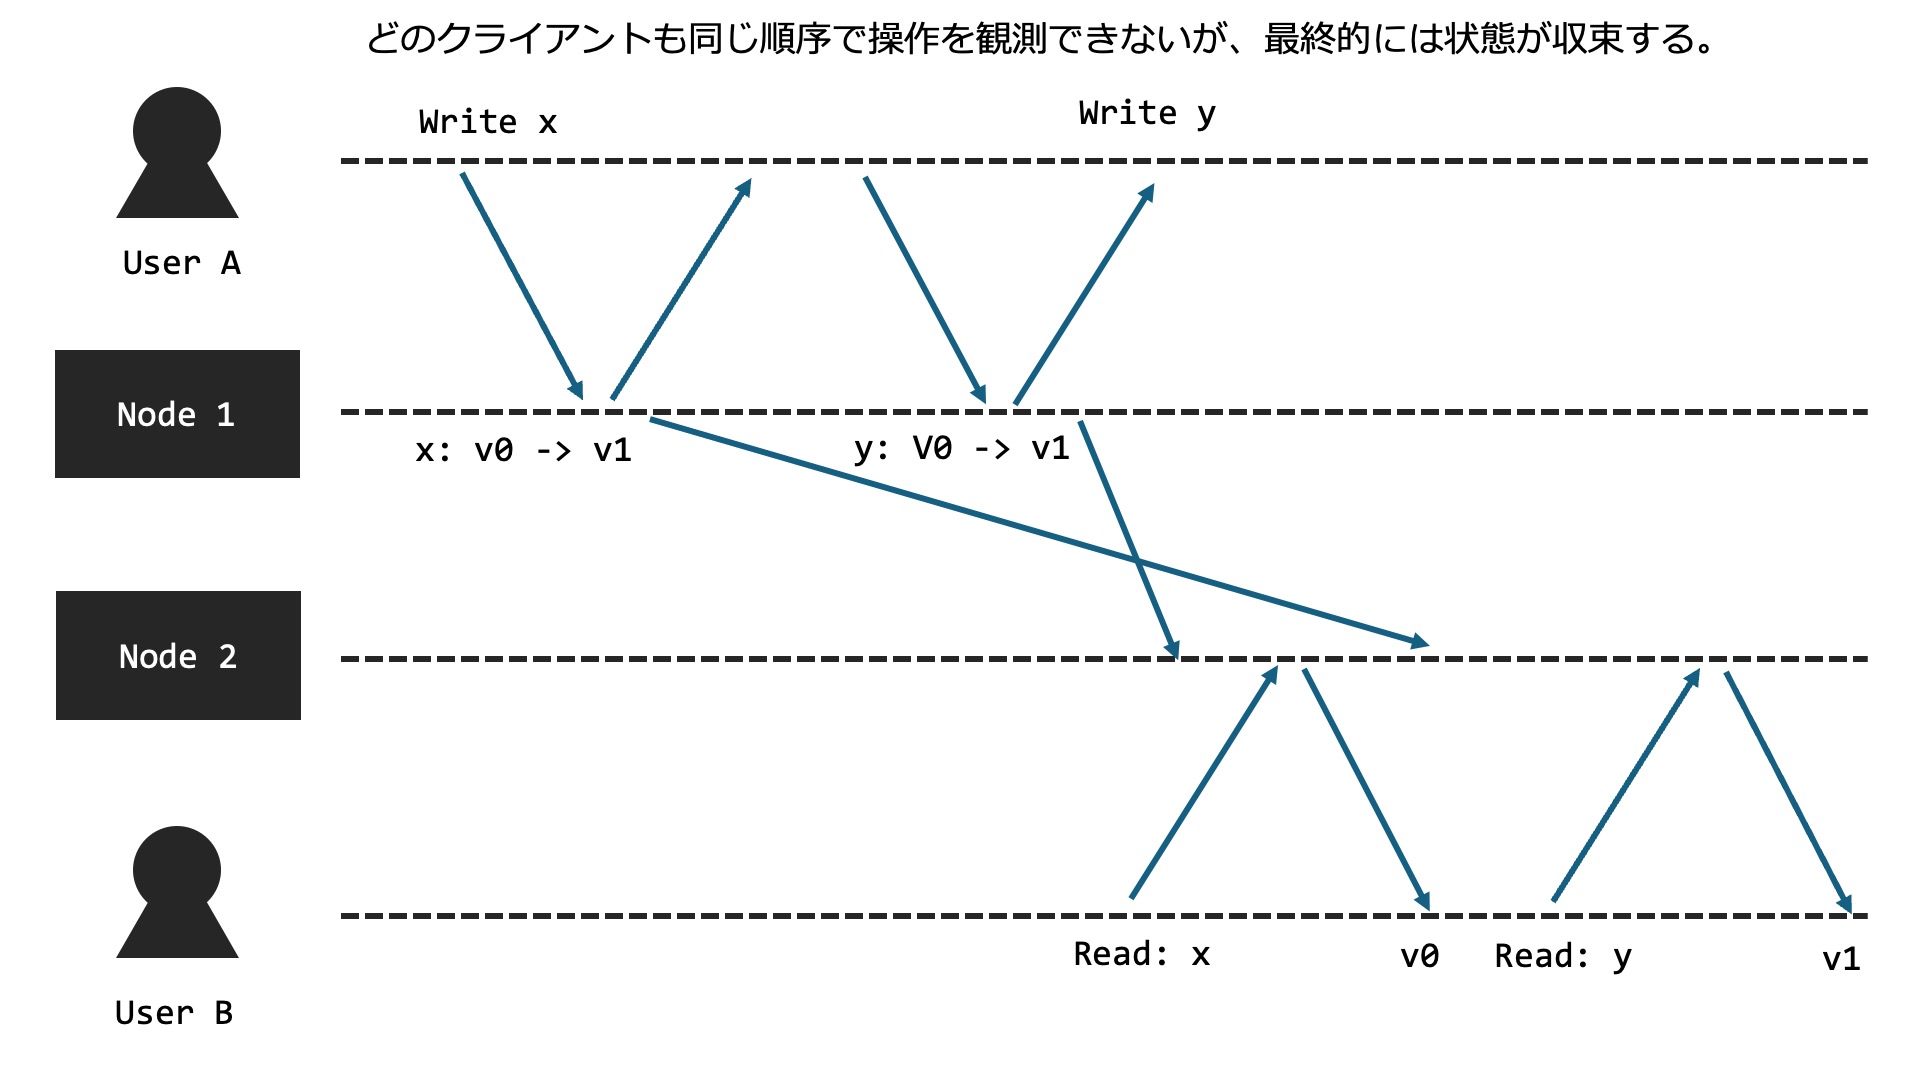 どのクライアントも同じ順序で操作を観測できないが、最終的には状態が収束する。
Write x
Write y
User A
Node 1
x: v0 -> v1
y: V0 -> v1
Node 2
Read: x
v0
Read: y
v1
User B